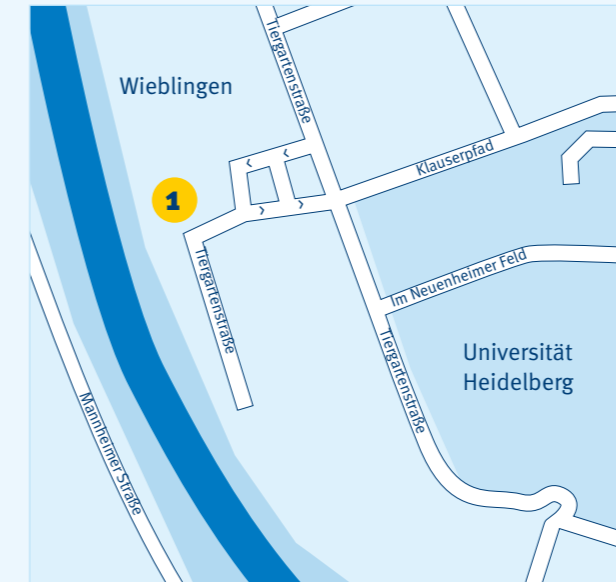 Tiergartenstraße
Wieblingen
Klauserpfad
1
Tiergartenstraße
Im Neuenheimer Feld
Tiergartenstraße
Universität
Heidelberg
Mannheimer Straße